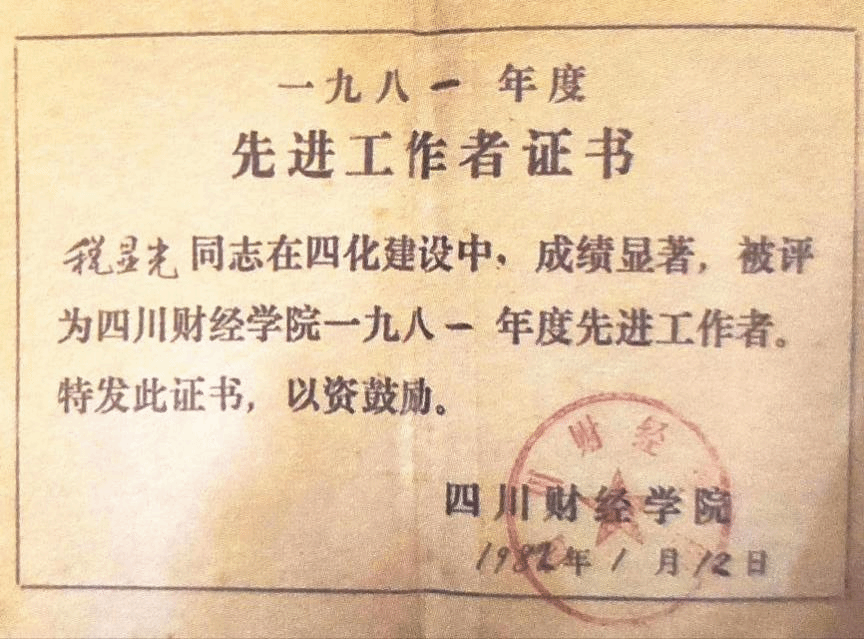 一九八一年度
先进工作者证书
税显光同志在四化建设中、成绩显著，被评
为四川财经学院一九八一年度先进工作者。
特发此证书，以资鼓励。
川财经
四川财经学院
1982年1月12日